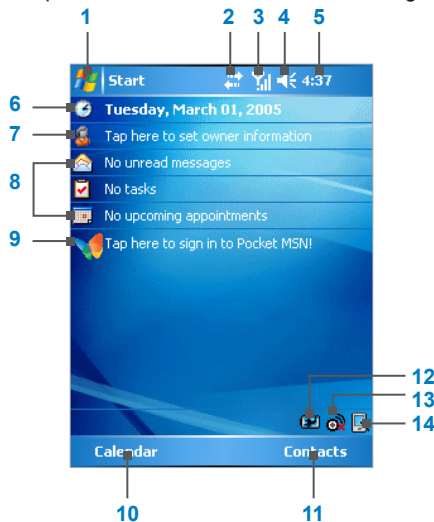 1 2 3 4 5
Start 4:37
6 Tuesday, March 01, 2005
7 Tap here to set owner information
8 No unread messages
No tasks
No upcoming appointments
9 Tap here to sign in to Pocket MSN!
12
13
14
Calendar Contacts
10 11